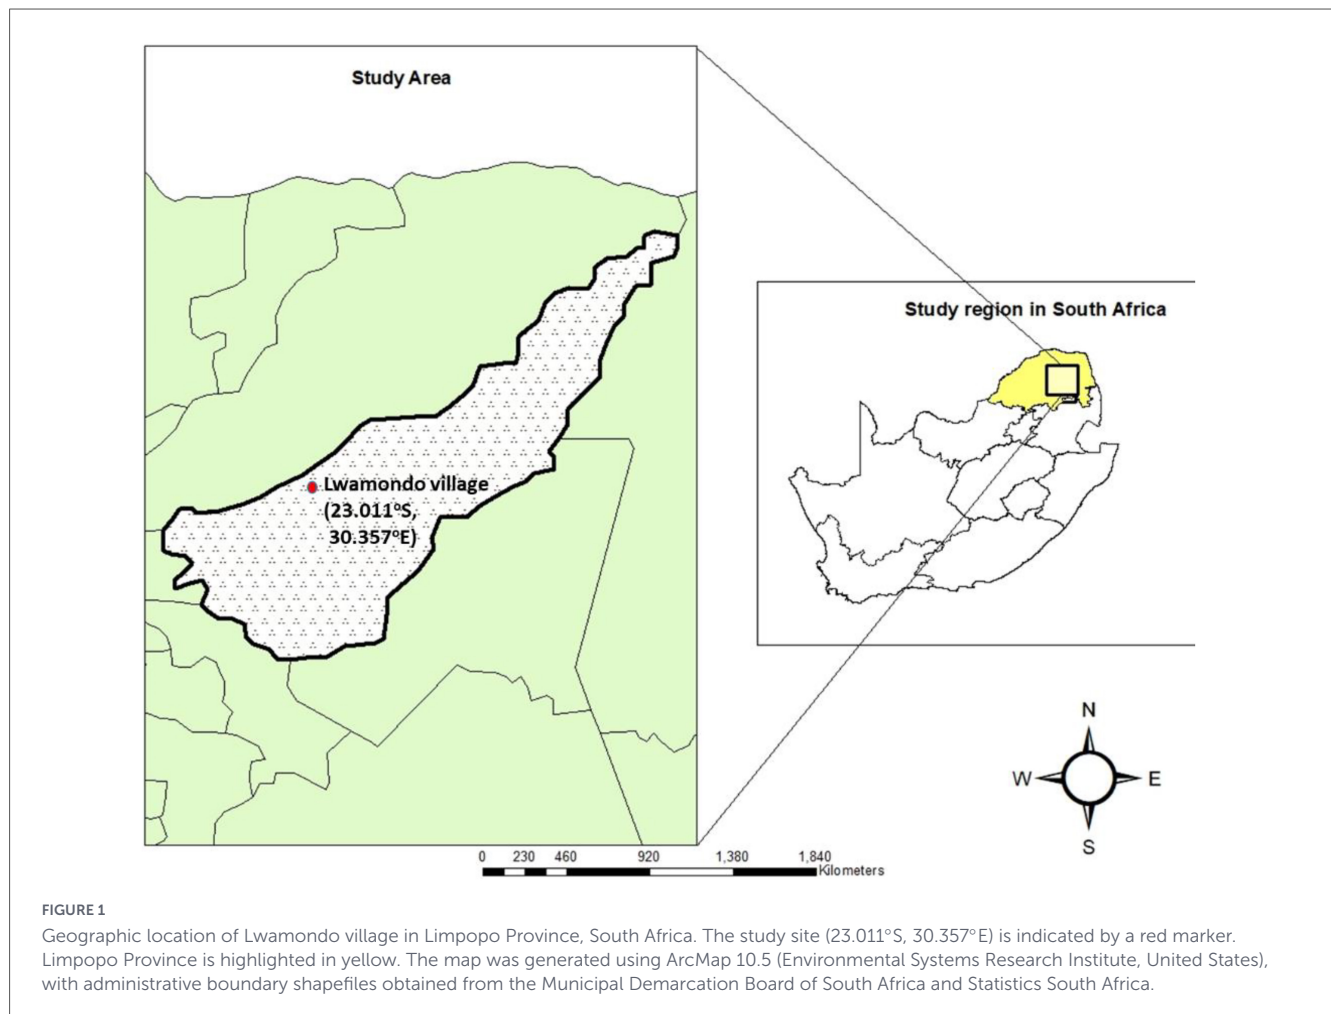 Study Area
Study region in South Africa
Lwamondo village
(23.011°S,
30.357°E)
N
W E
S
0 230 460 920 1,380 1,840
Kilometers
FIGURE 1
Geographic location of Lwamondo village in Limpopo Province, South Africa. The study site (23.011°S, 30.357°E) is indicated by a red marker.
Limpopo Province is highlighted in yellow. The map was generated using ArcMap 10.5 (Environmental Systems Research Institute, United States),
with administrative boundary shapefiles obtained from the Municipal Demarcation Board of South Africa and Statistics South Africa.